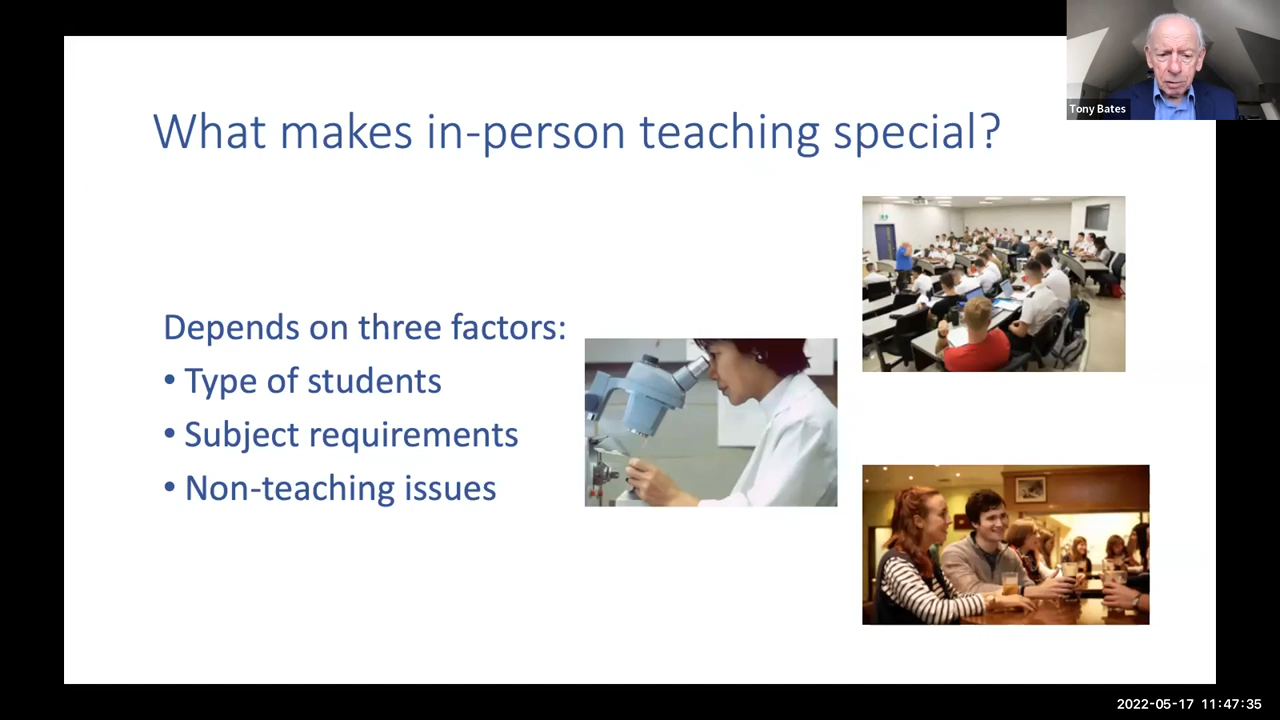 Tony Bates
What makes in-person teaching special?
Depends on three factors:
• Type of students
• Subject requirements
• Non-teaching issues
2022-05-17 11:47:35